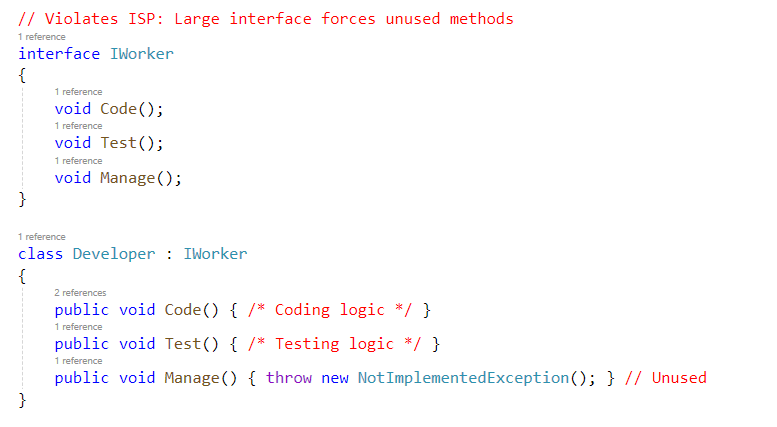 // Violates ISP: Large interface forces unused methods
1 reference
interface IWorker
{
1 reference
void Code();
1 reference
void Test();
1 reference
void Manage();
}
1 reference
class Developer : IWorker
{
2 references
public void Code() { /* Coding logic */ }
1 reference
public void Test() { /* Testing logic */ }
1 reference
public void Manage() { throw new NotImplementedException(); } // Unused
}